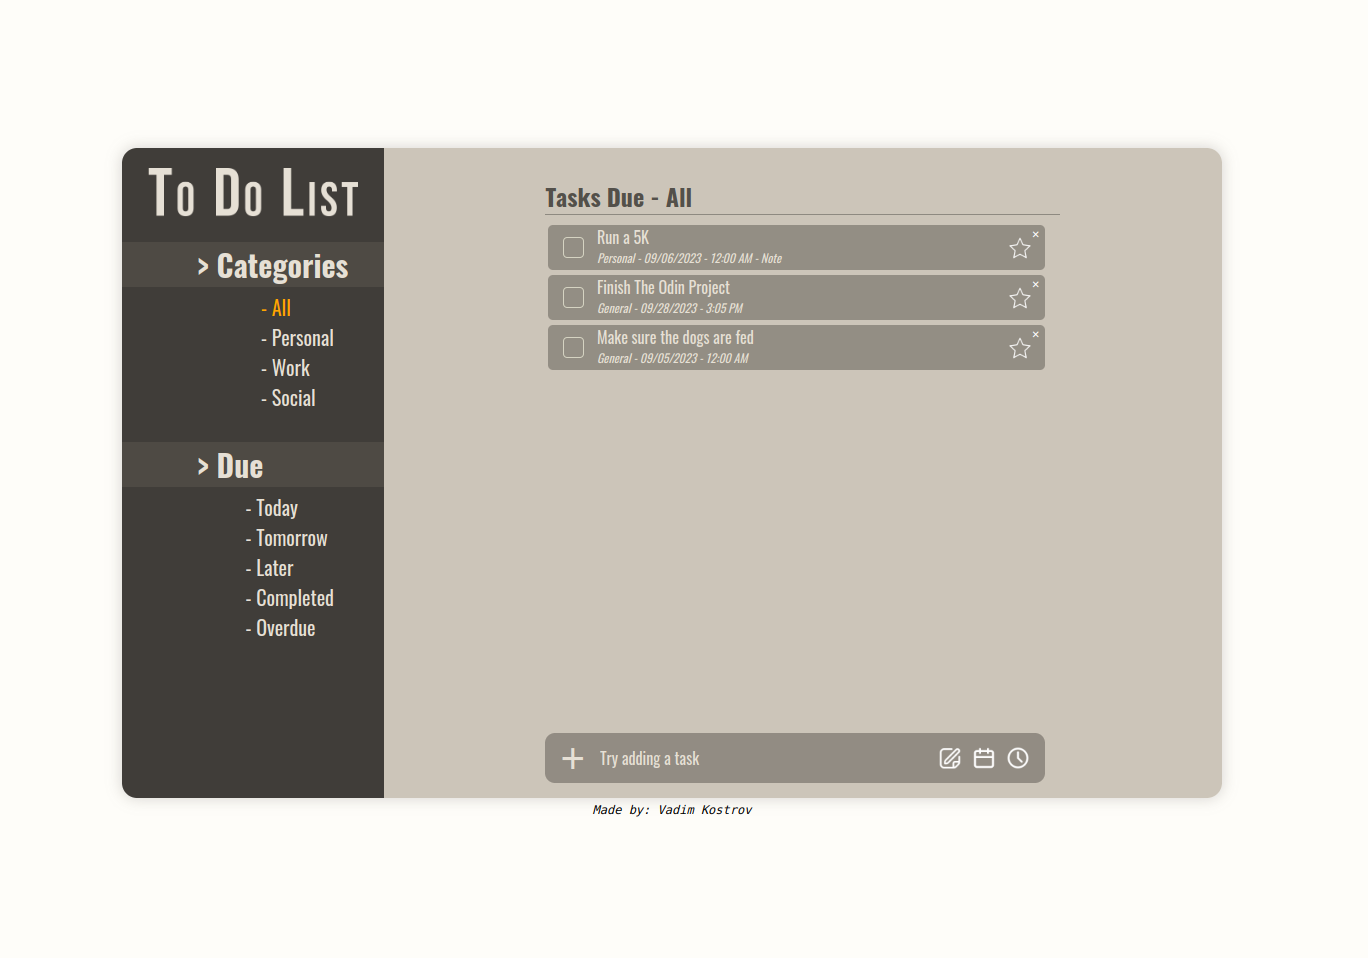 To Do List
> Categories
- All
- Personal
- Work
- Social
> Due
- Today
- Tomorrow
- Later
- Completed
- Overdue
Tasks Due - All
Run a 5K
×
Personal - 09/06/2023 - 12:00 AM - Note
Finish The Odin Project
×
General - 09/28/2023 - 3:05 PM
Make sure the dogs are fed
×
General - 09/05/2023 - 12:00 AM
Try adding a task
Made by: Vadim Kostrov